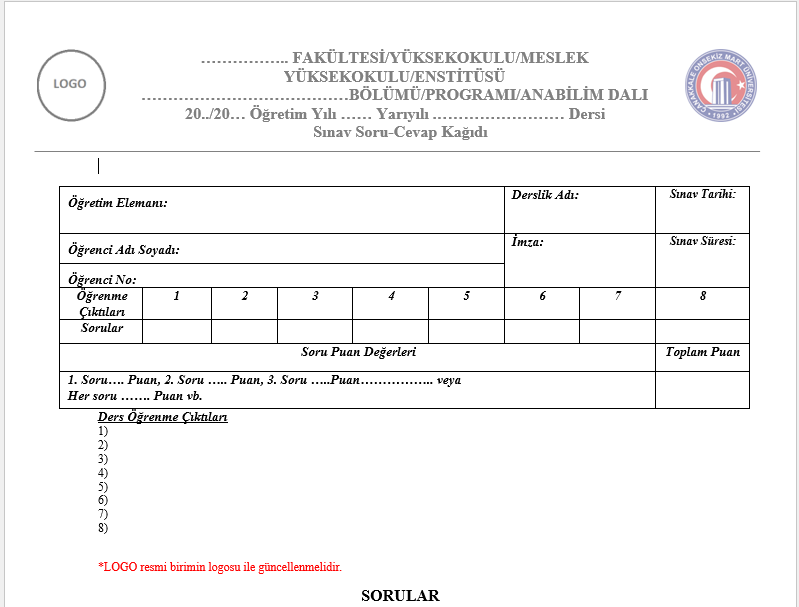 LOGO
…………….. FAKÜLTESİ/YÜKSEKOKULU/MESLEK
YÜKSEKOKULU/ENSTİTÜSÜ
…………………………………BÖLÜMÜ/PROGRAMI/ANABİLİM DALI
20../20… Öğretim Yılı …… Yarıyılı …………………… Dersi
Sınav Soru-Cevap Kağıdı
ÇANAKKALE ONSEKİZ MART ÜNİVERSİTESİ
1992
Öğretim Elemanı:
Derslik Adı:
Sınav Tarihi:
Öğrenci Adı Soyadı:
İmza:
Sınav Süresi:
Öğrenci No:
Öğrenme
Çıktıları
1 2 3 4 5 6 7 8
Sorular
Soru Puan Değerleri
Toplam Puan
1. Soru…. Puan, 2. Soru ….. Puan, 3. Soru …..Puan…………….. veya
Her soru ……. Puan vb.
Ders Öğrenme Çıktıları
1)
2)
3)
4)
5)
6)
7)
8)
*LOGO resmi birimin logosu ile güncellenmelidir.
SORULAR